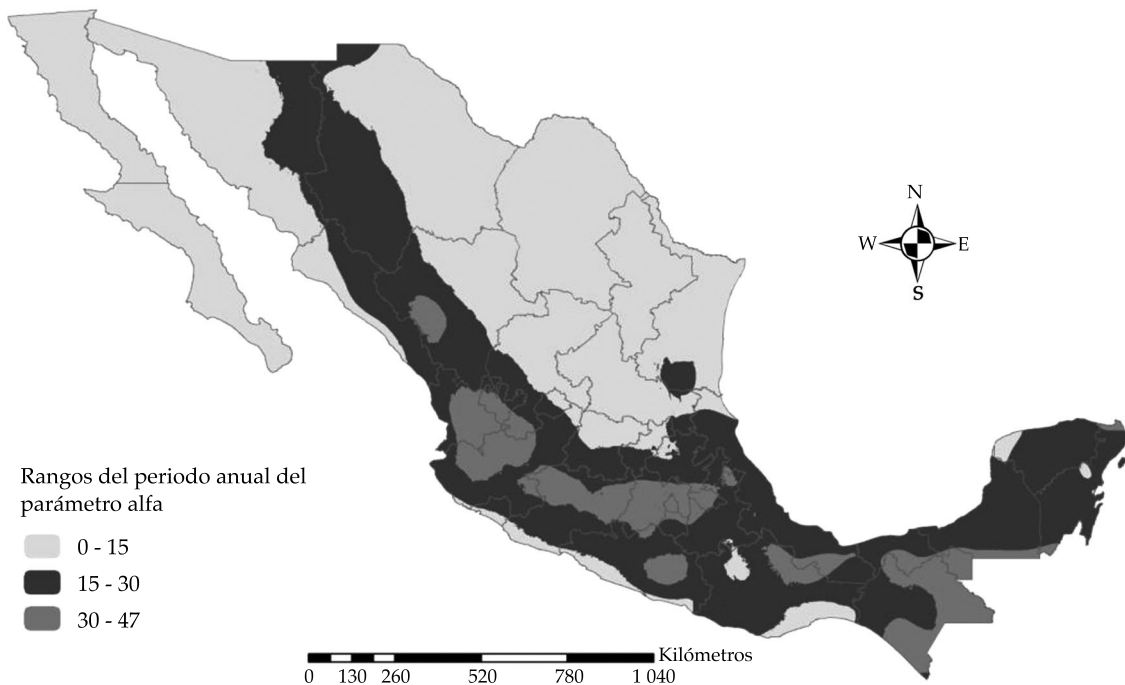 N
W E
S
Rangos del periodo anual del
parámetro alfa
0 - 15
15 - 30
30 - 47
Kilómetros
0 130 260 520 780 1 040